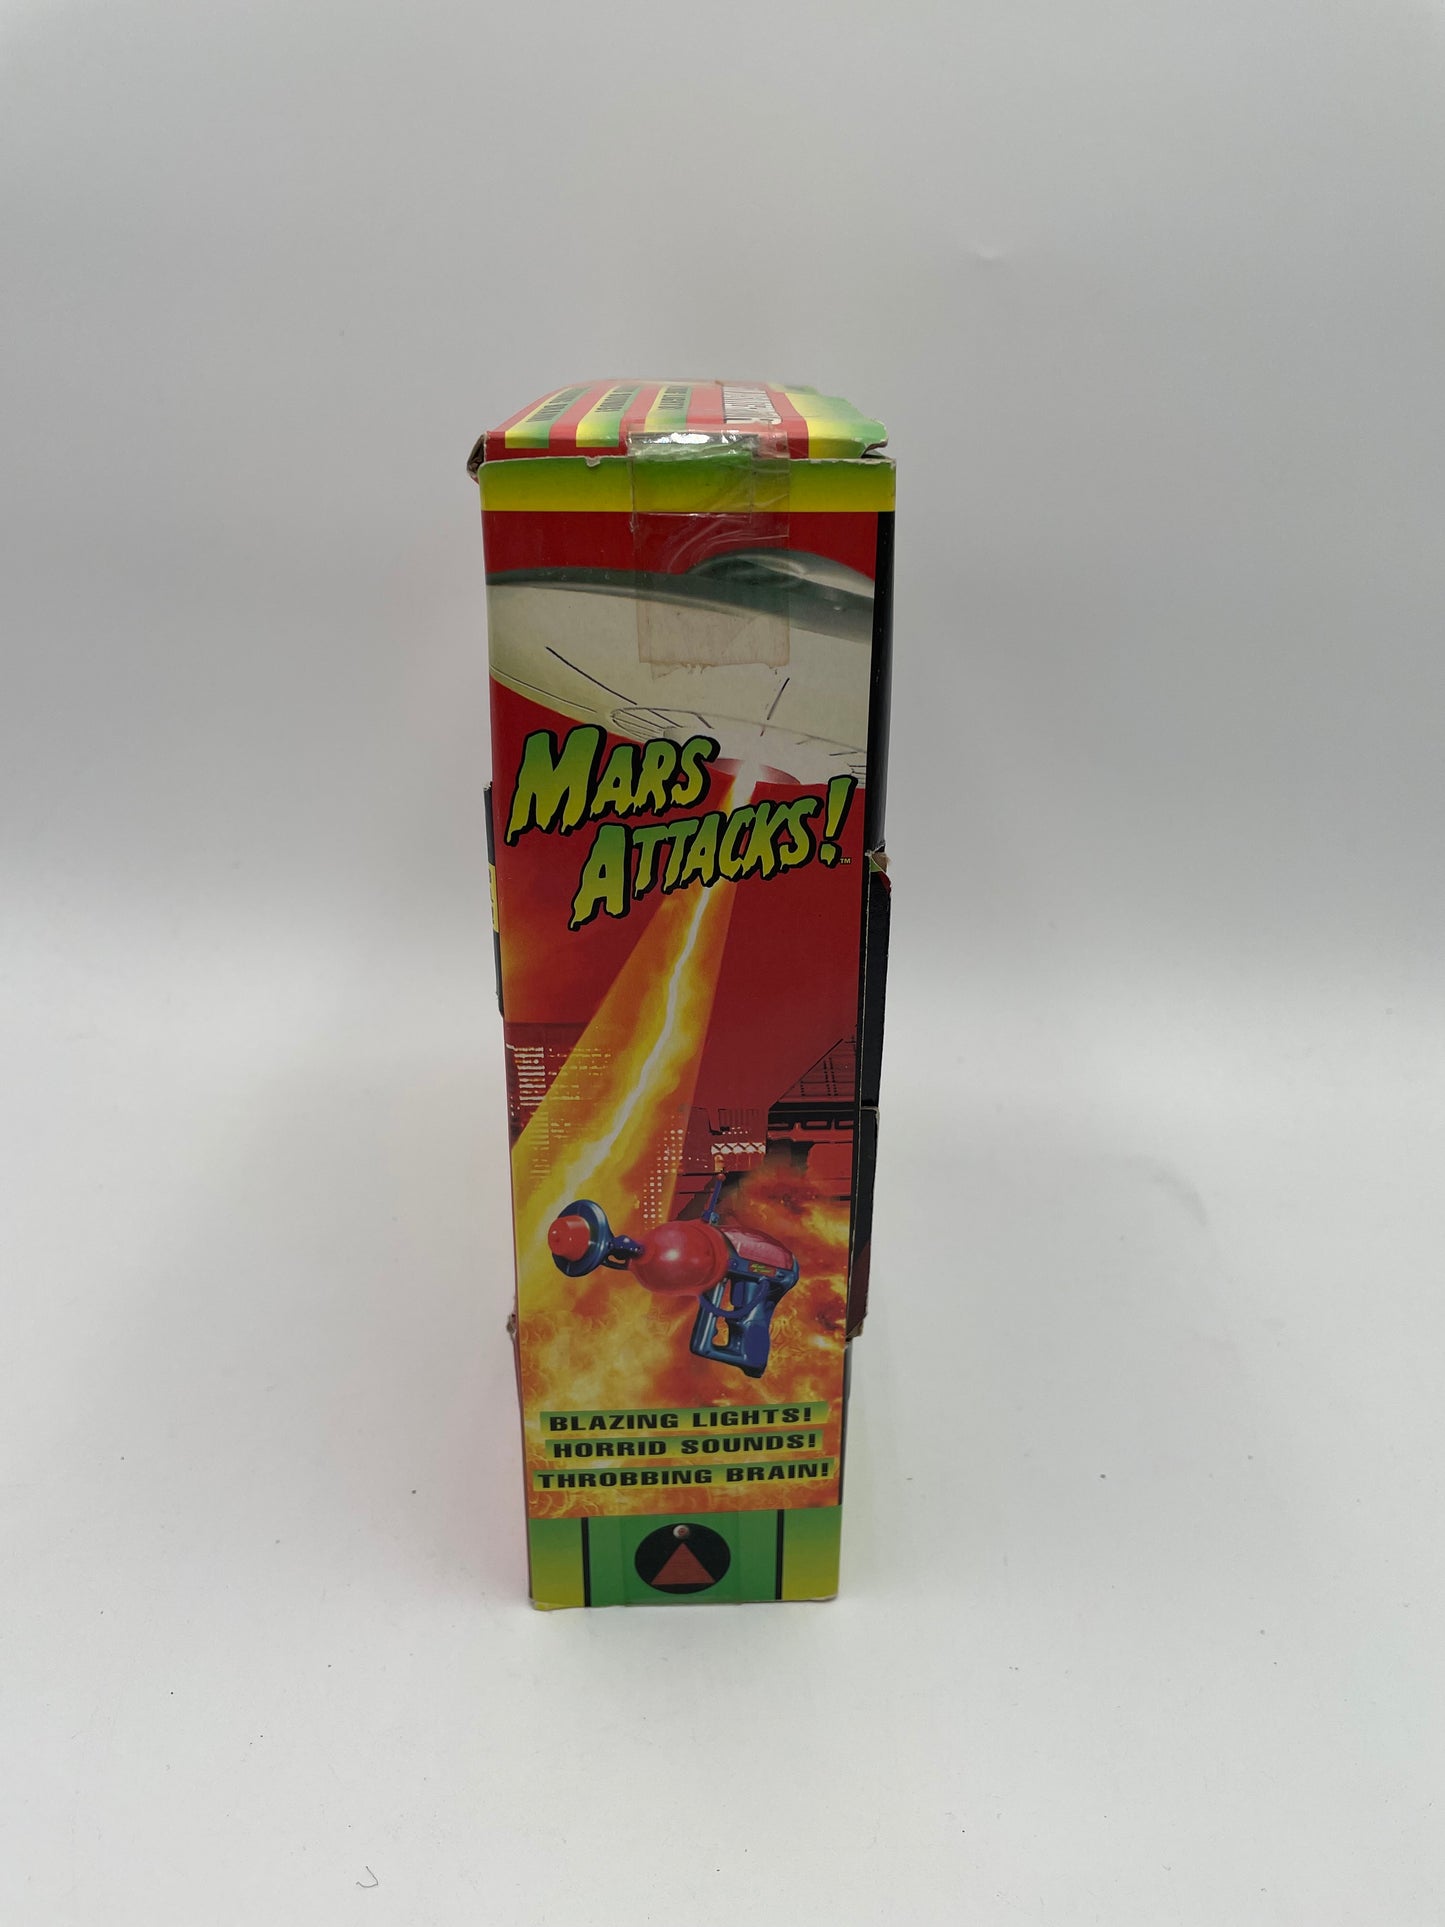 MARS
ATTACKS!
TM
BLAZING LIGHTS!
HORRID SOUNDS!
THROBBING BRAIN!